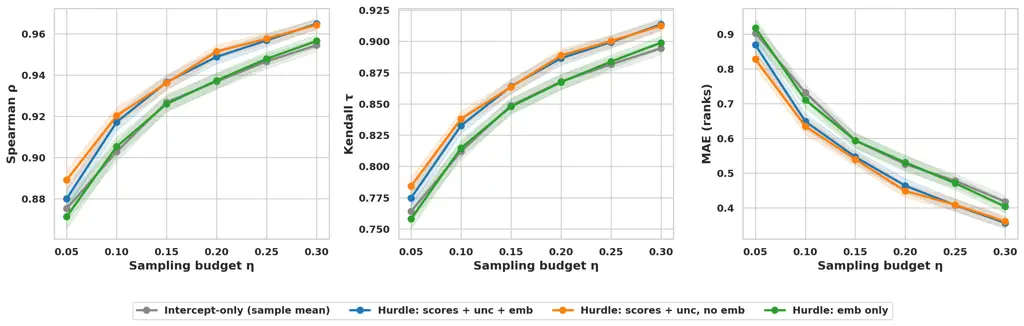 Spearman ρ
0.96
0.94
0.92
0.90
0.88
0.05 0.10 0.15 0.20 0.25 0.30
Sampling budget η
Kendall τ
0.925
0.900
0.875
0.850
0.825
0.800
0.775
0.750
0.05 0.10 0.15 0.20 0.25 0.30
Sampling budget η
MAE (ranks)
0.9
0.8
0.7
0.6
0.5
0.4
0.05 0.10 0.15 0.20 0.25 0.30
Sampling budget η
Intercept-only (sample mean) Hurdle: scores + unc + emb Hurdle: scores + unc, no emb Hurdle: emb only